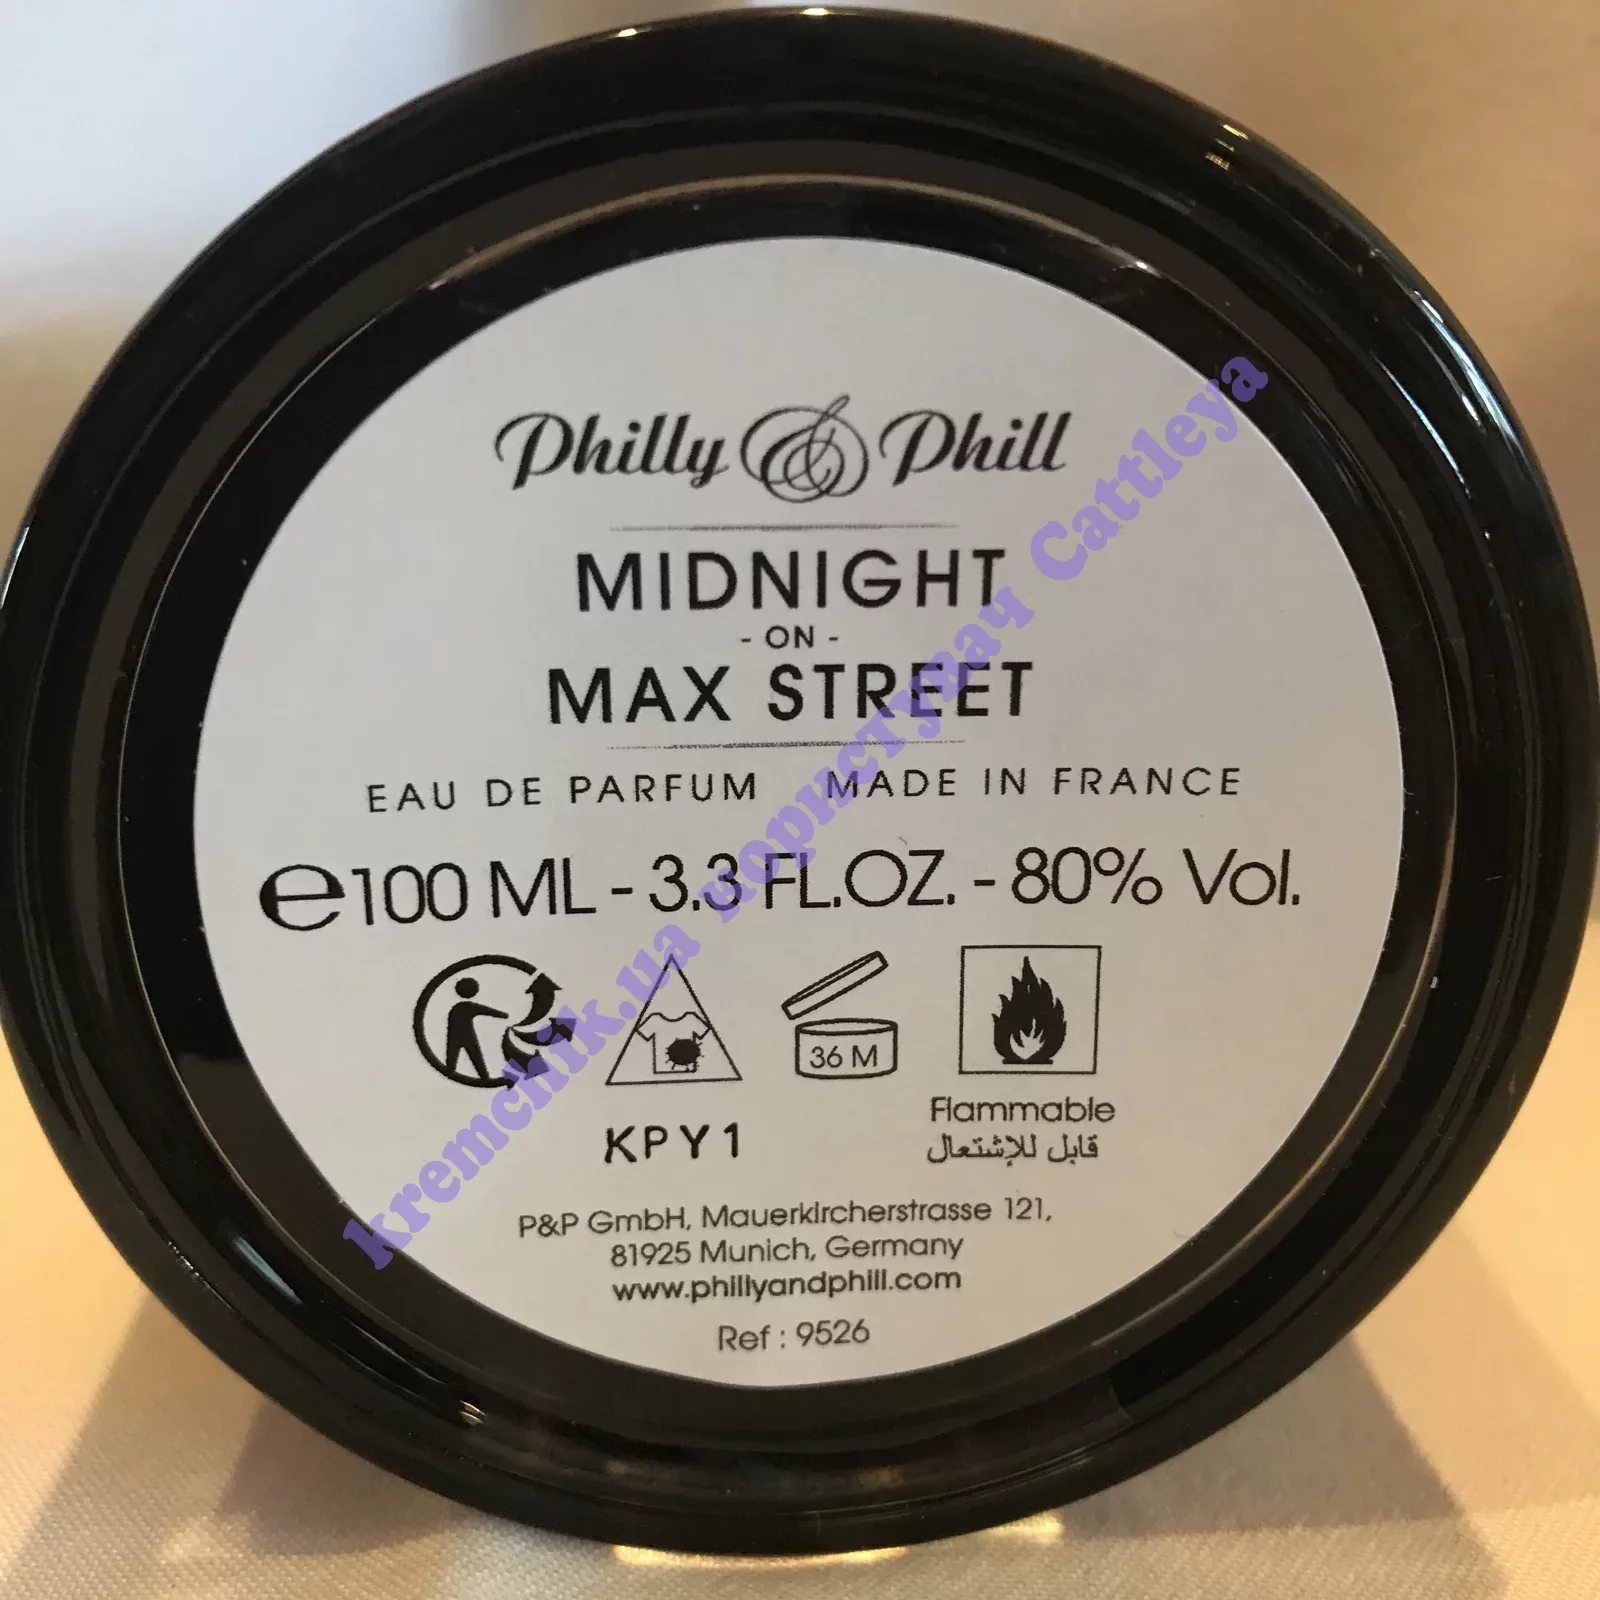 Philly & Phill
MIDNIGHT
- ON -
MAX STREET
EAU DE PARFUM MADE IN FRANCE
℮100 ML - 3.3 FL.OZ. - 80% Vol.
36 M
Flammable
قابل للإشتعال
KPY1
P&P GmbH, Mauerkircherstrasse 121,
81925 Munich, Germany
www.phillyandphill.com
Ref : 9526
kremchik.ua користувач Cattleya